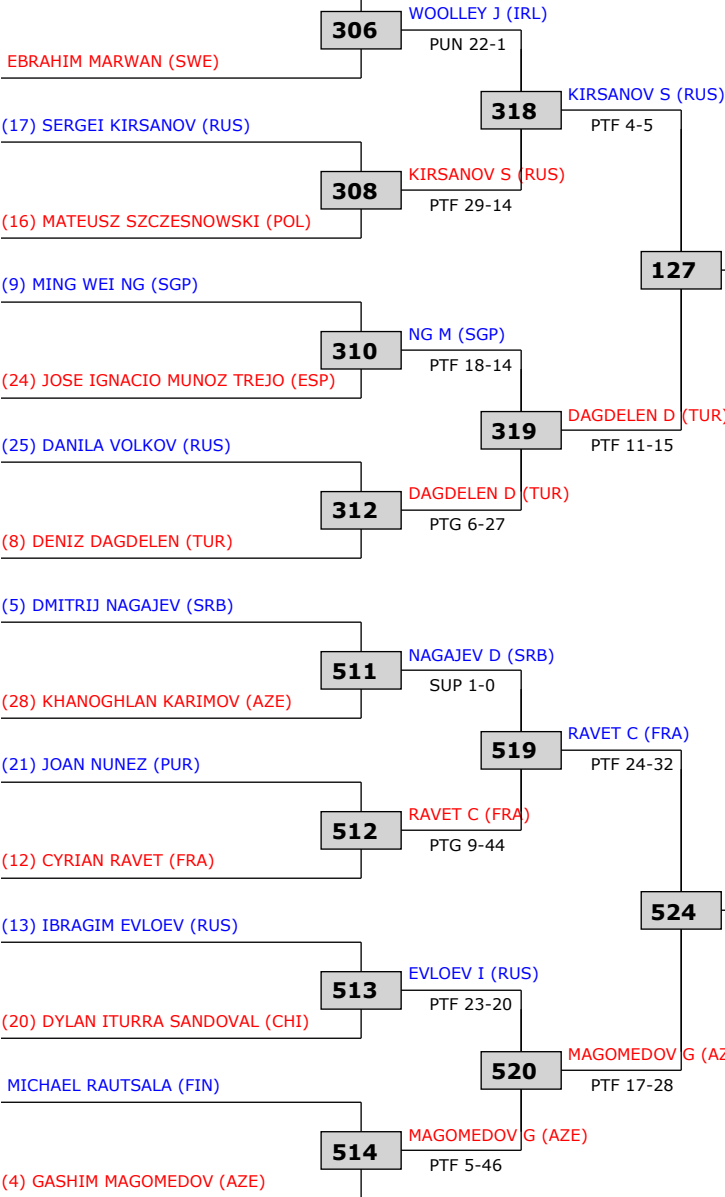 306
WOOLLEY J (IRL)
PUN 22-1
EBRAHIM MARWAN (SWE)
318
KIRSANOV S (RUS)
PTF 4-5
(17) SERGEI KIRSANOV (RUS)
308
KIRSANOV S (RUS)
PTF 29-14
(16) MATEUSZ SZCZESNOWSKI (POL)
127
(9) MING WEI NG (SGP)
310
NG M (SGP)
PTF 18-14
(24) JOSE IGNACIO MUNOZ TREJO (ESP)
319
DAGDELEN D (TUR)
PTF 11-15
(25) DANILA VOLKOV (RUS)
312
DAGDELEN D (TUR)
PTG 6-27
(8) DENIZ DAGDELEN (TUR)
(5) DMITRIJ NAGAJEV (SRB)
511
NAGAJEV D (SRB)
SUP 1-0
(28) KHANOGHLAN KARIMOV (AZE)
519
RAVET C (FRA)
PTF 24-32
(21) JOAN NUNEZ (PUR)
512
RAVET C (FRA)
PTG 9-44
(12) CYRIAN RAVET (FRA)
524
(13) IBRAGIM EVLOEV (RUS)
513
EVLOEV I (RUS)
PTF 23-20
(20) DYLAN ITURRA SANDOVAL (CHI)
520
MAGOMEDOV G (AZ
PTF 17-28
MICHAEL RAUTSALA (FIN)
514
MAGOMEDOV G (AZE)
PTF 5-46
(4) GASHIM MAGOMEDOV (AZE)